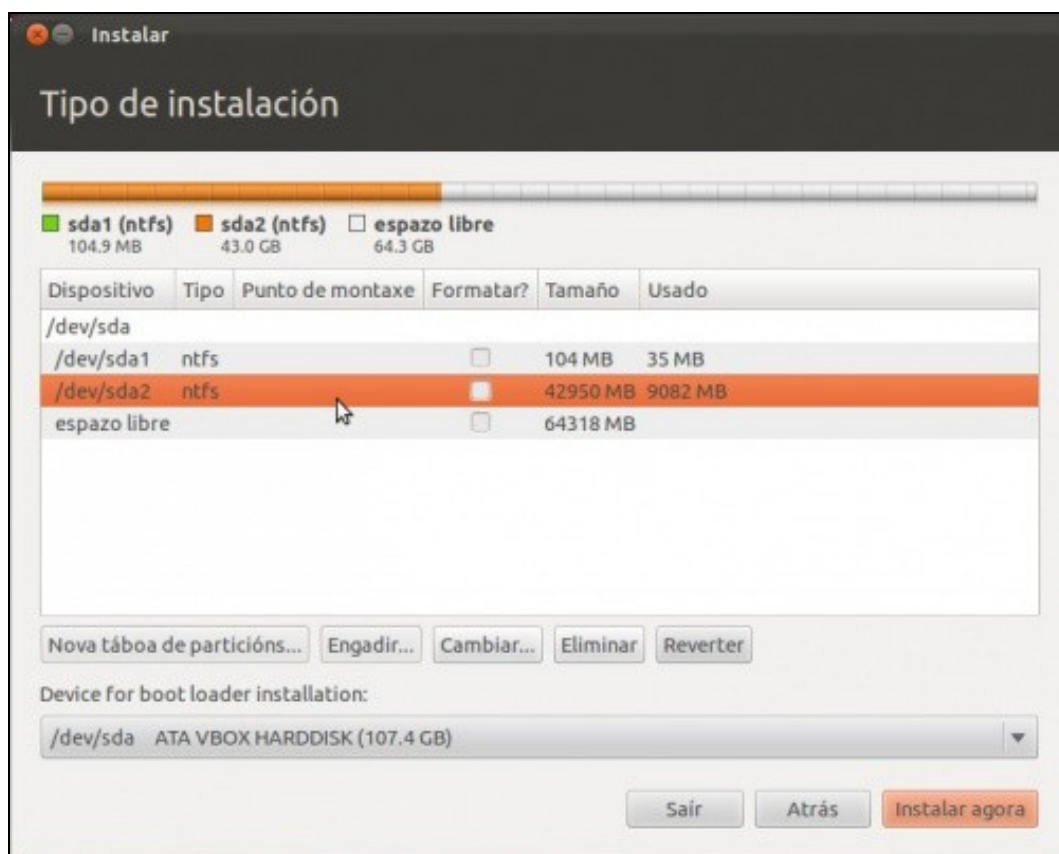 Instalar
Tipo de instalación
sda1 (ntfs) sda2 (ntfs) espazo libre
104.9 MB 43.0 GB 64.3 GB
Dispositivo Tipo Punto de montaxe Formatar? Tamaño Usado
/dev/sda
/dev/sda1 ntfs 104 MB 35 MB
/dev/sda2 ntfs 42950 MB 9082 MB
espazo libre 64318 MB
Nova táboa de particións... Engadir... Cambiar... Eliminar Reverter
Device for boot loader installation:
/dev/sda ATA VBOX HARDDISK (107.4 GB)
Saír Atrás Instalar agora